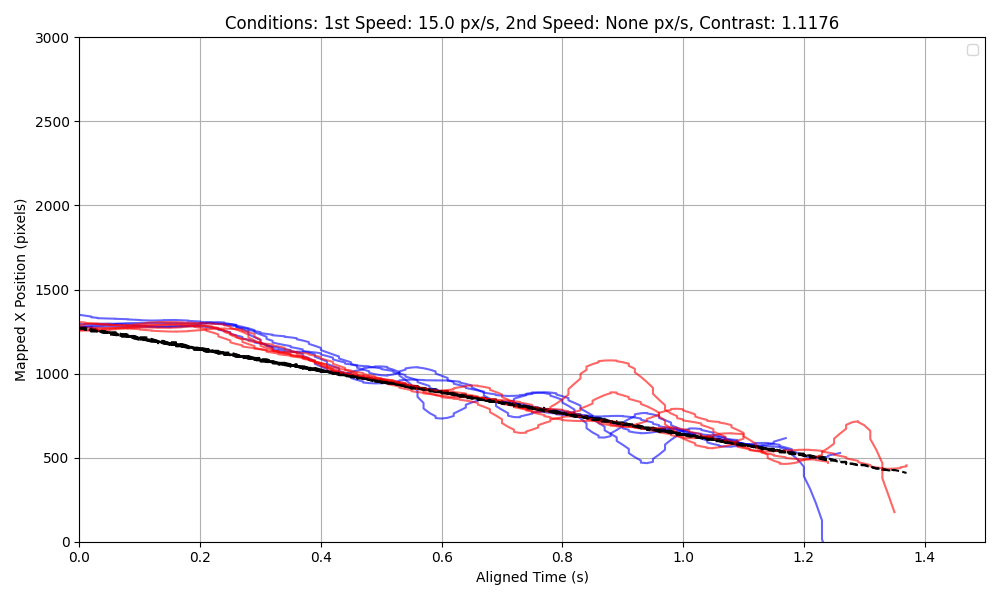 Conditions: 1st Speed: 15.0 px/s, 2nd Speed: None px/s, Contrast: 1.1176
3000
2500
2000
1500
1000
500
0
Mapped X Position (pixels)
0.0 0.2 0.4 0.6 0.8 1.0 1.2 1.4
Aligned Time (s)